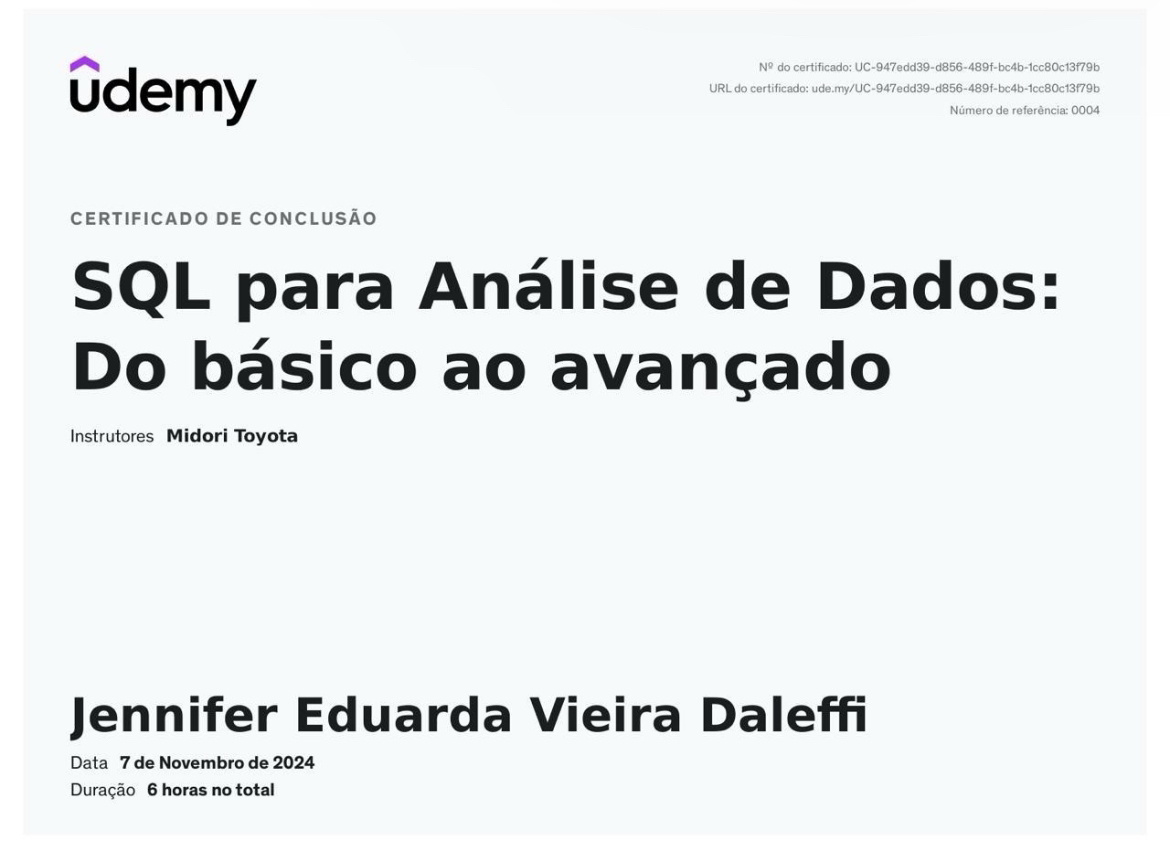 udemy
Nº do certificado: UC-947edd39-d856-489f-bc4b-1cc80c13f79b
URL do certificado: ude.my/UC-947edd39-d856-489f-bc4b-1cc80c13f79b
Número de referência: 0004
CERTIFICADO DE CONCLUSÃO
SQL para Análise de Dados:
Do básico ao avançado
Instrutores Midori Toyota
Jennifer Eduarda Vieira Daleffi
Data 7 de Novembro de 2024
Duração 6 horas no total